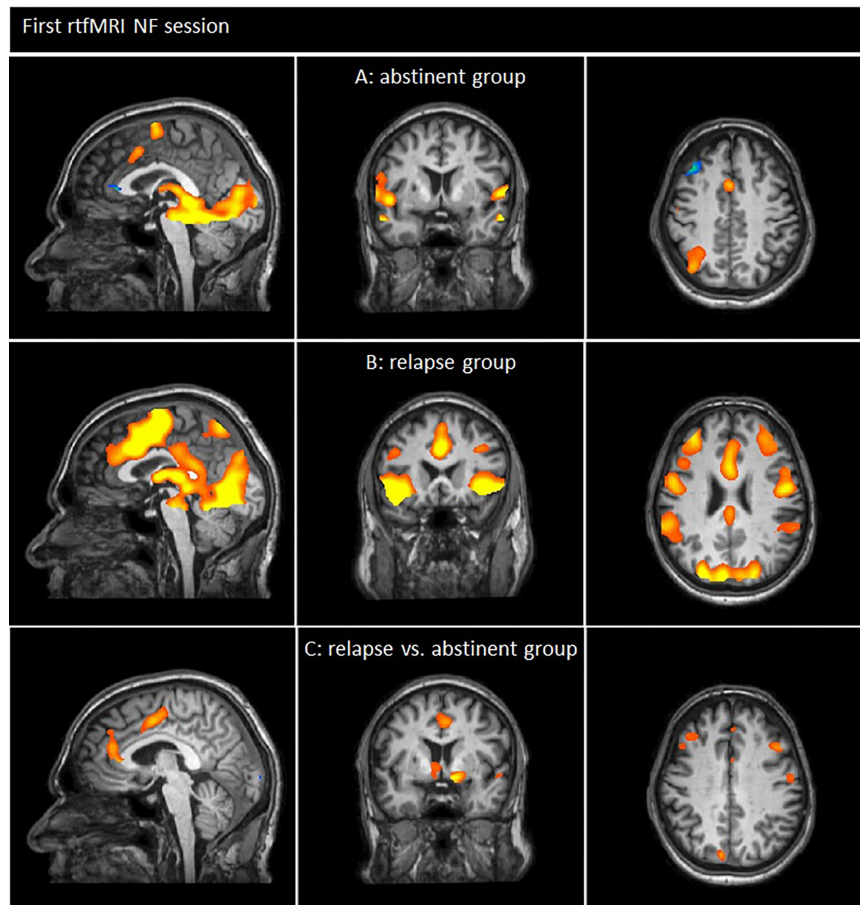 First rtfMRI NF session
A: abstinent group
B: relapse group
C: relapse vs. abstinent group